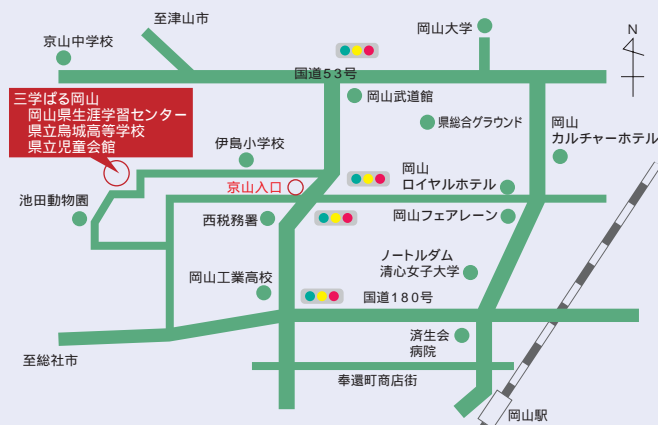 至津山市
岡山大学
N
京山中学校
国道53号
三学ぱる岡山
岡山県生涯学習センター
県立烏城高等学校
県立児童会館
岡山武道館
県総合グラウンド
岡山
カルチャーホテル
伊島小学校
岡山
ロイヤルホテル
京山入口
池田動物園
西税務署
岡山フェアレーン
ノートルダム
清心女子大学
岡山工業高校
国道180号
済生会
病院
至総社市
奉還町商店街
岡山駅